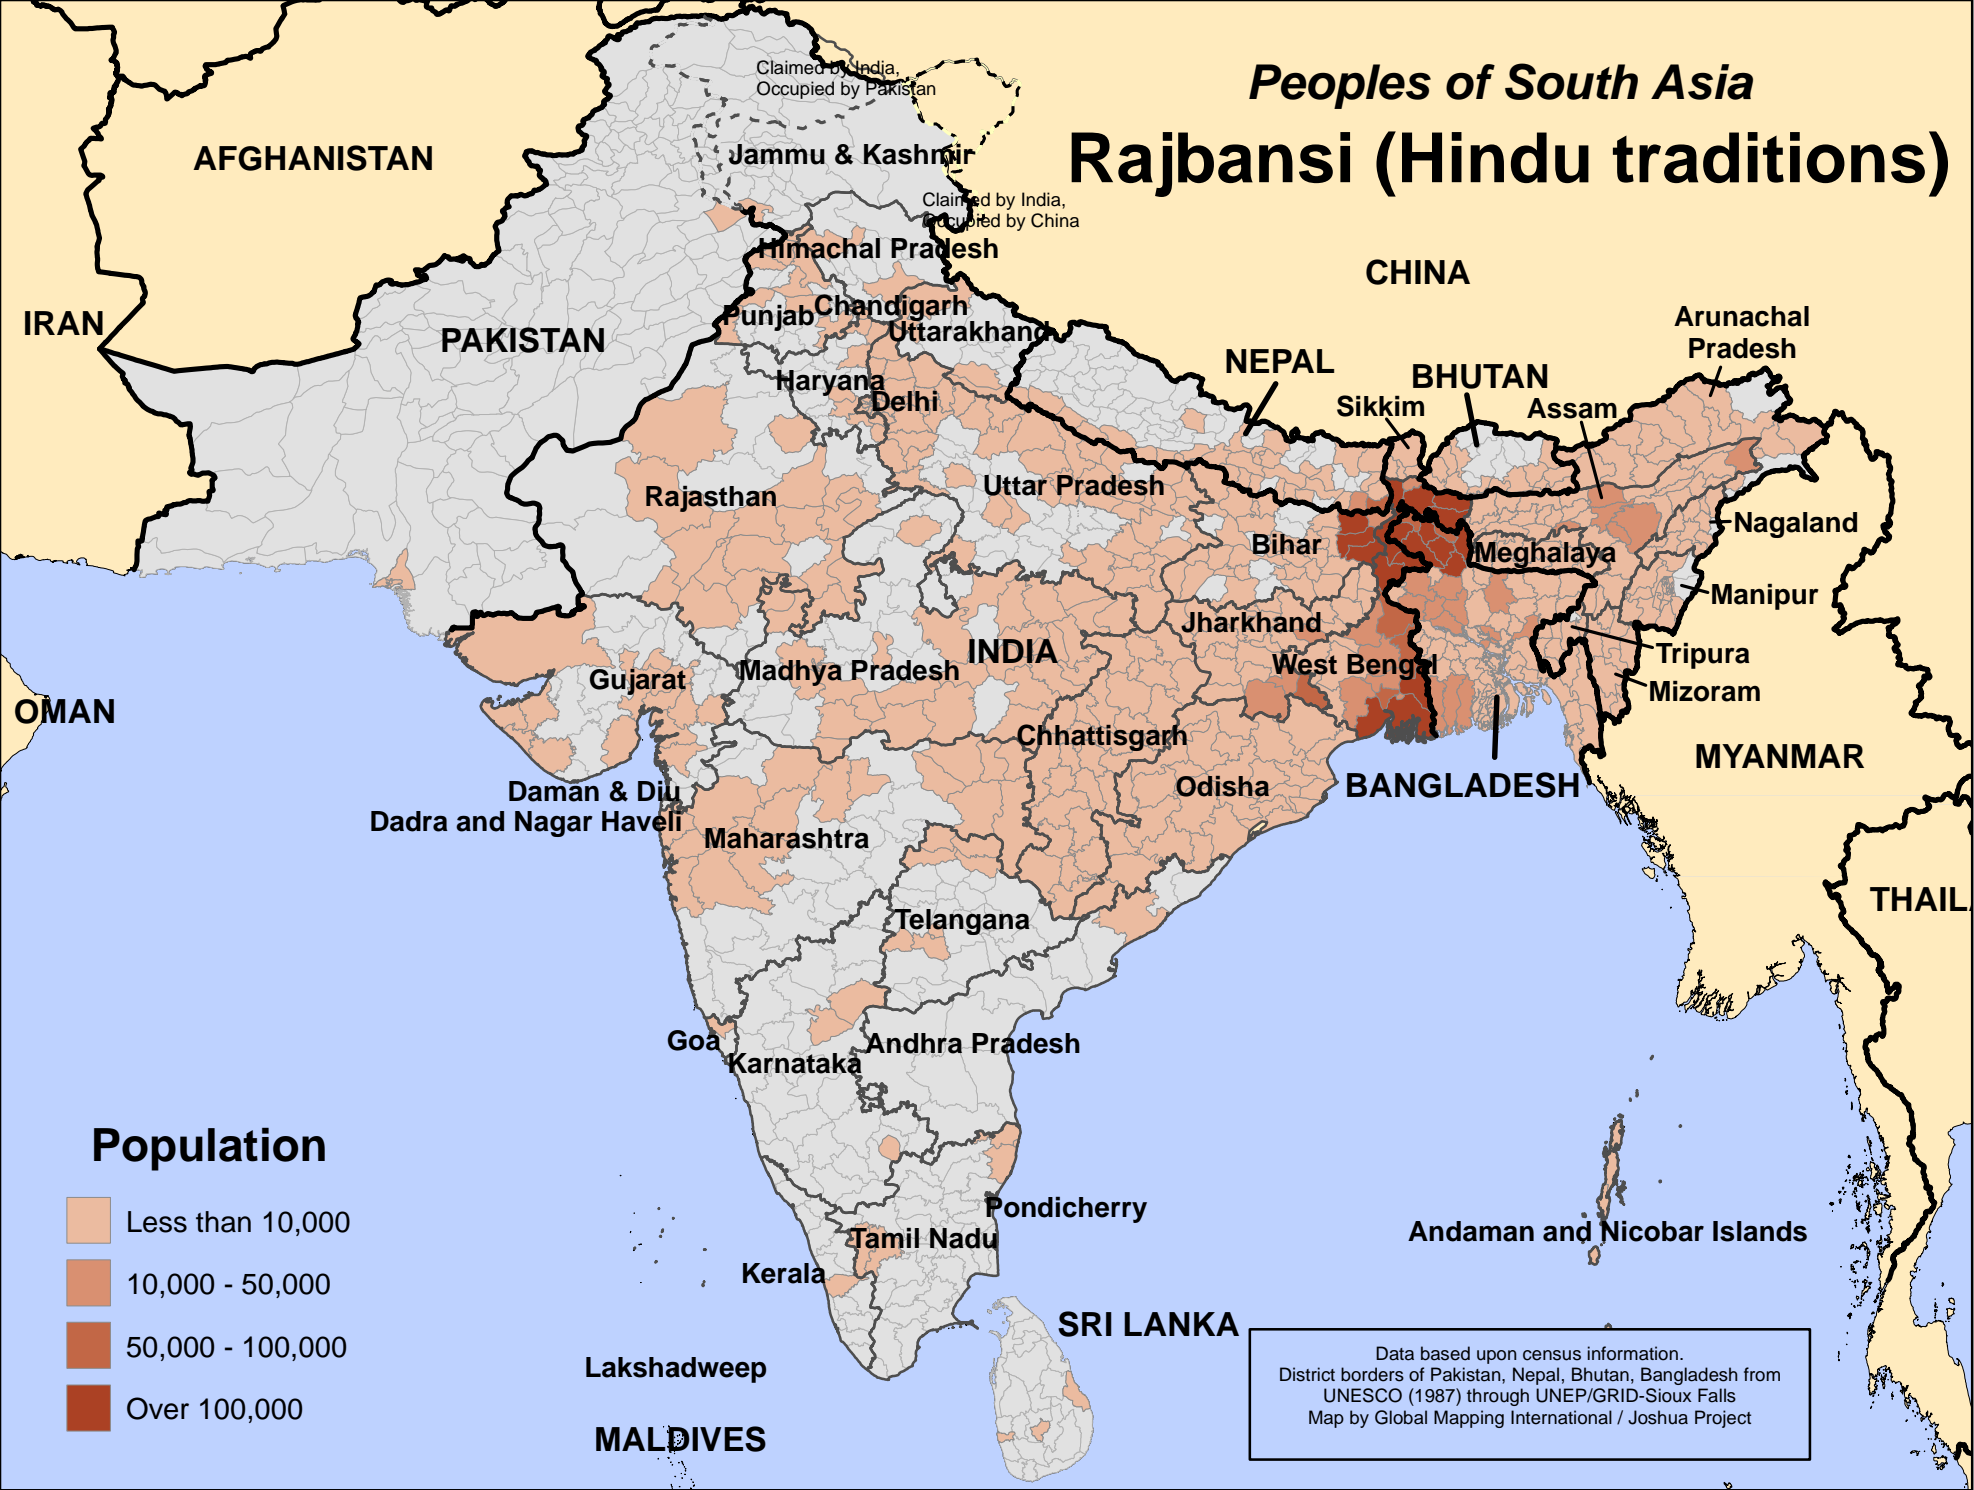 Peoples of South Asia
Rajbansi (Hindu traditions)
Claimed by India,
Occupied by Pakistan
AFGHANISTAN
Jammu & Kashmir
Claimed by India,
Occupied by China
Himachal Pradesh
CHINA
IRAN
PAKISTAN
Punjab
Chandigarh
Uttarakhand
Arunachal
Pradesh
NEPAL
BHUTAN
Haryana
Delhi
Sikkim
Assam
Rajasthan
Uttar Pradesh
Nagaland
Bihar
Meghalaya
Manipur
Jharkhand
INDIA
Tripura
West Bengal
Madhya Pradesh
Gujarat
Mizoram
OMAN
Chhattisgarh
MYANMAR
Odisha
BANGLADESH
Daman & Diu
Dadra and Nagar Haveli
Maharashtra
THAIL
Telangana
Goa
Andhra Pradesh
Karnataka
Pondicherry
Andaman and Nicobar Islands
Tamil Nadu
Kerala
SRI LANKA
Lakshadweep
MALDIVES
Population
Less than 10,000
10,000 - 50,000
50,000 - 100,000
Over 100,000
Data based upon census information.
District borders of Pakistan, Nepal, Bhutan, Bangladesh from
UNESCO (1987) through UNEP/GRID-Sioux Falls
Map by Global Mapping International / Joshua Project